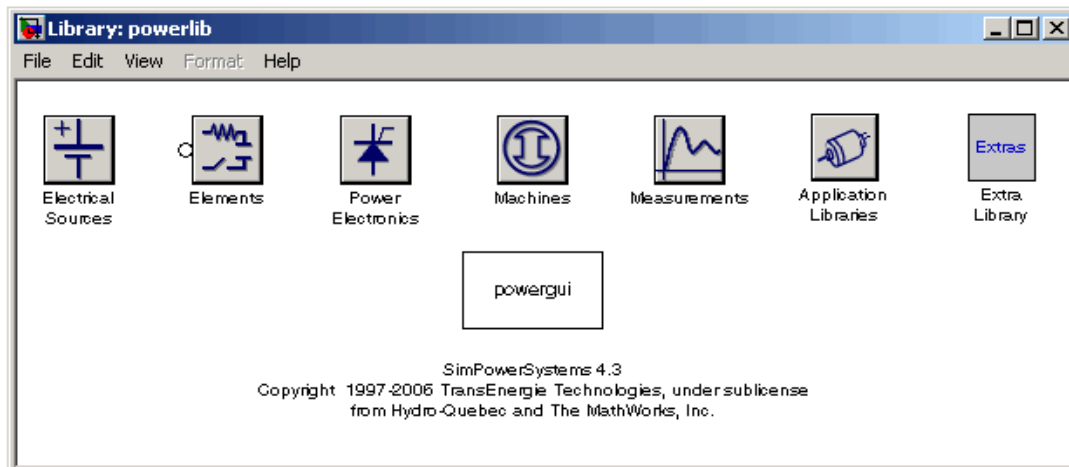 Library: powerlib
File Edit View Format Help
Electrical Sources
Elements
Power Electronics
Machines
Measurements
Application Libraries
Extras
Extra Library
powergui
SimPowerSystems 4.3
Copyright 1997-2006 TransEnergie Technologies, under sublicense
from Hydro-Quebec and The MathWorks, Inc.